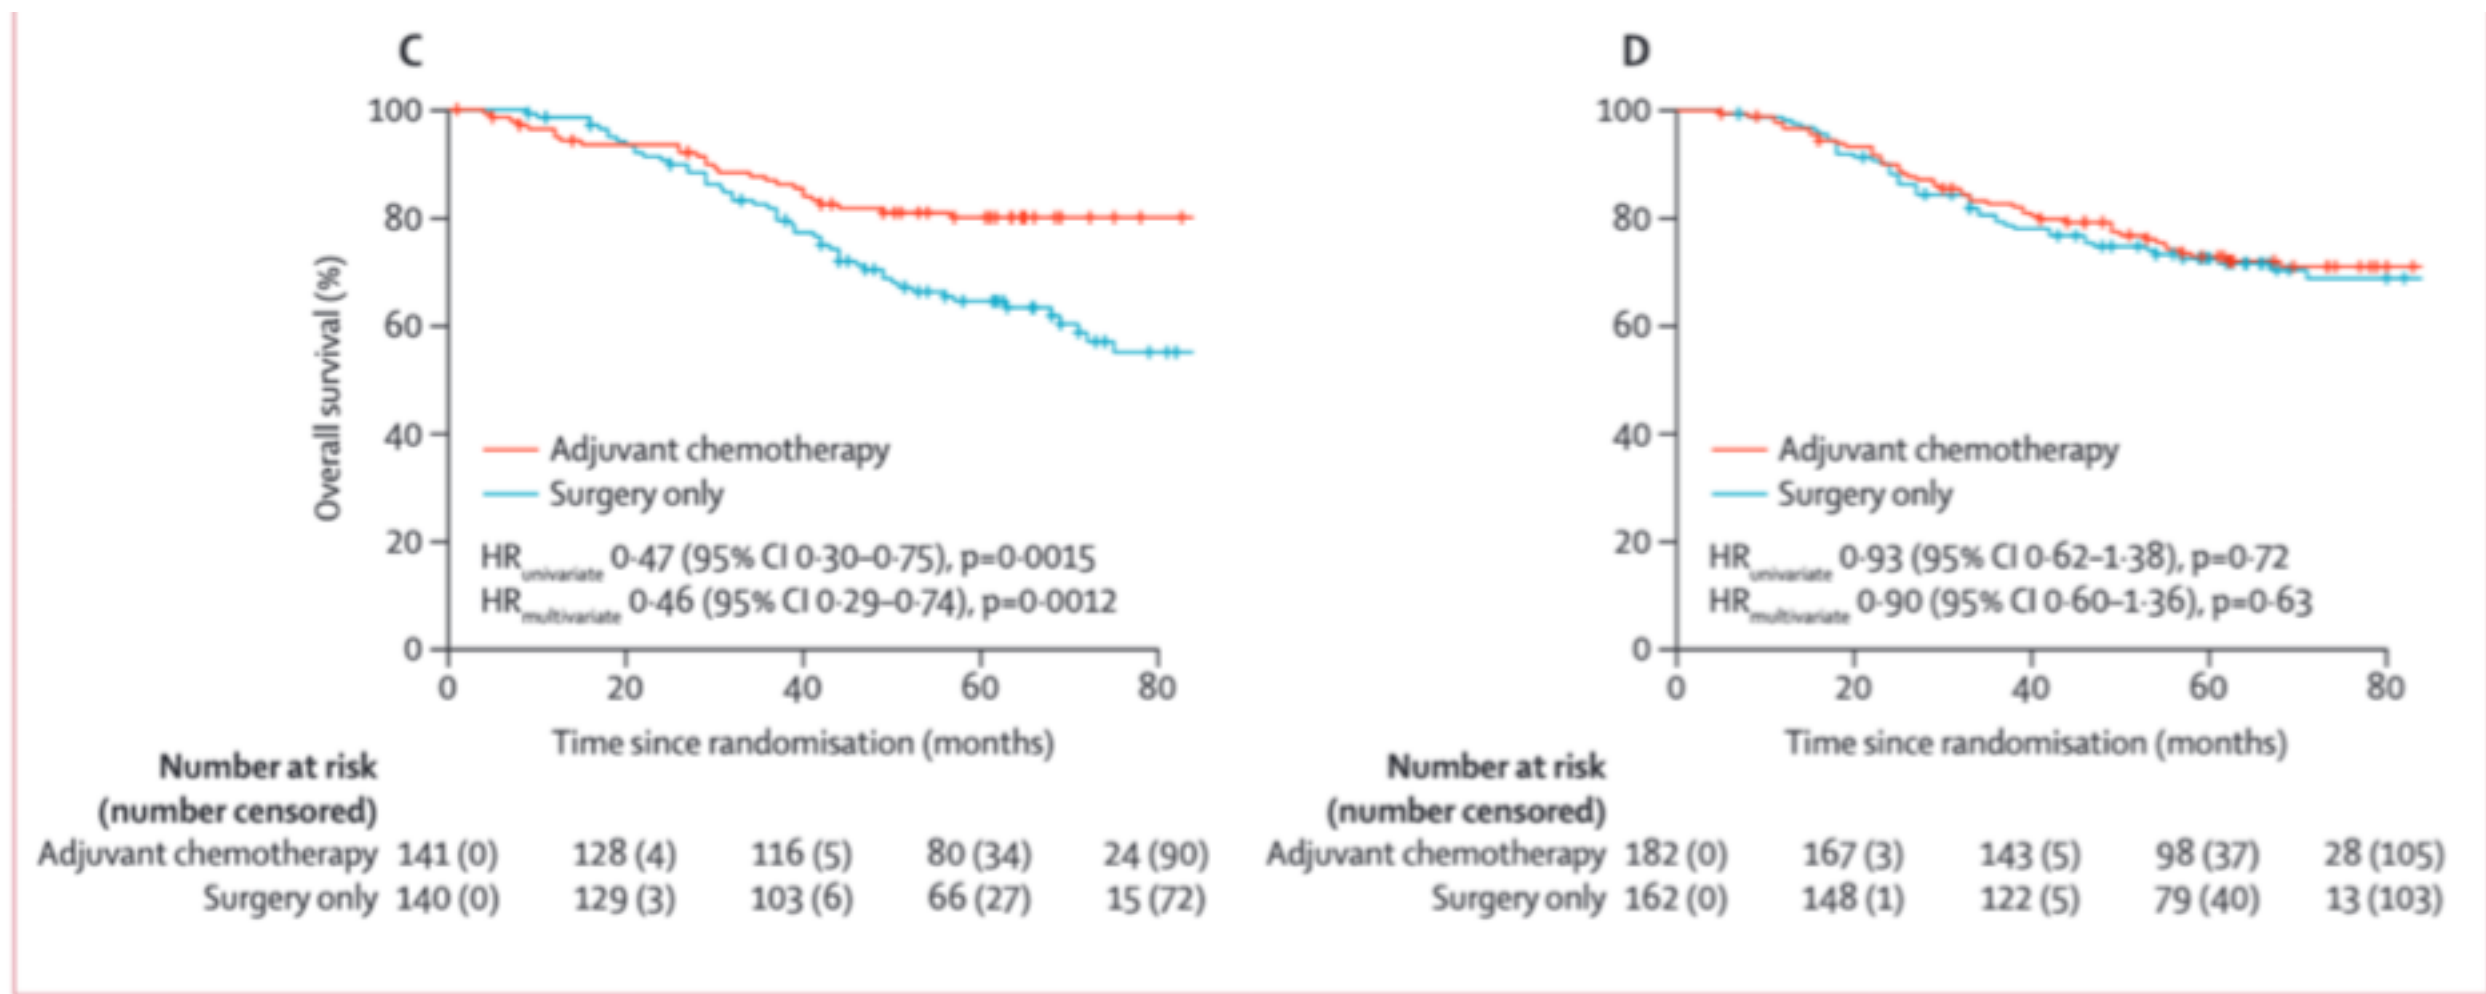 C
100
80
60
40
20
0
Overall survival (%)
Adjuvant chemotherapy
Surgery only
HRunivariate 0·47 (95% CI 0·30–0·75), p=0·0015
HRmultivariate 0·46 (95% CI 0·29–0·74), p=0·0012
0 20 40 60 80
Time since randomisation (months)
Number at risk
(number censored)
Adjuvant chemotherapy 141 (0) 128 (4) 116 (5) 80 (34) 24 (90)
Surgery only 140 (0) 129 (3) 103 (6) 66 (27) 15 (72)
D
100
80
60
40
20
0
Adjuvant chemotherapy
Surgery only
HRunivariate 0·93 (95% CI 0·62–1·38), p=0·72
HRmultivariate 0·90 (95% CI 0·60–1·36), p=0·63
0 20 40 60 80
Time since randomisation (months)
Number at risk
(number censored)
Adjuvant chemotherapy 182 (0) 167 (3) 143 (5) 98 (37) 28 (105)
Surgery only 162 (0) 148 (1) 122 (5) 79 (40) 13 (103)